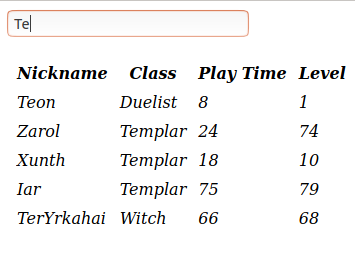 Te
Nickname Class Play Time Level
Teon Duelist 8 1
Zarol Templar 24 74
Xunth Templar 18 10
Iar Templar 75 79
TerYrkahai Witch 66 68